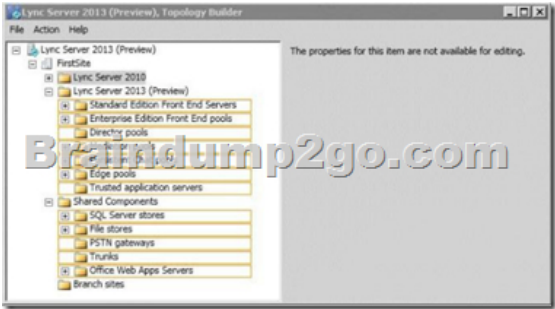 Lync Server 2013 (Preview), Topology Builder
File Action Help
Lync Server 2013 (Preview)
FirstSite
Lync Server 2010
Lync Server 2013 (Preview)
Standard Edition Front End Servers
Enterprise Edition Front End pools
Director pools
Edge pools
Trusted application servers
Shared Components
SQL Server stores
File stores
PSTN gateways
Trunks
Office Web Apps Servers
Branch sites
The properties for this item are not available for editing.
Braindump2go.com